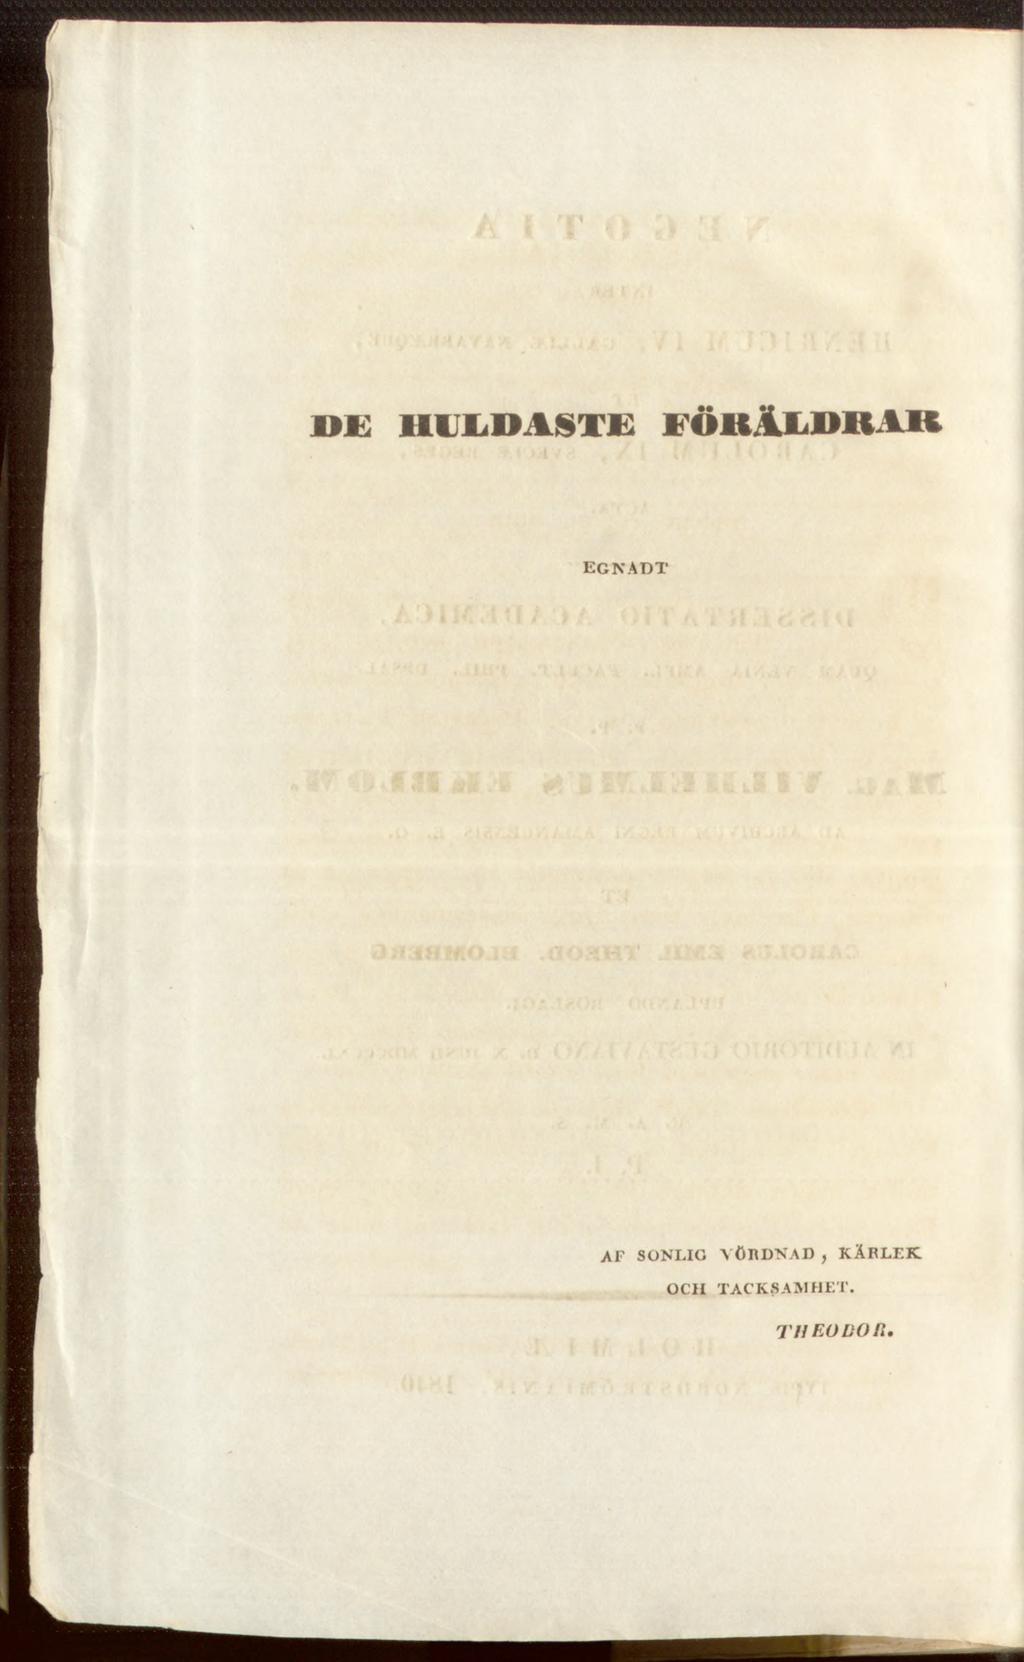 DE HULDASTE FÖRÄLDRAR
EGNADT
AF SONLIG VÖRDNAD, KÄRLEK
OCH TACKSAMHET.
THEODOR.